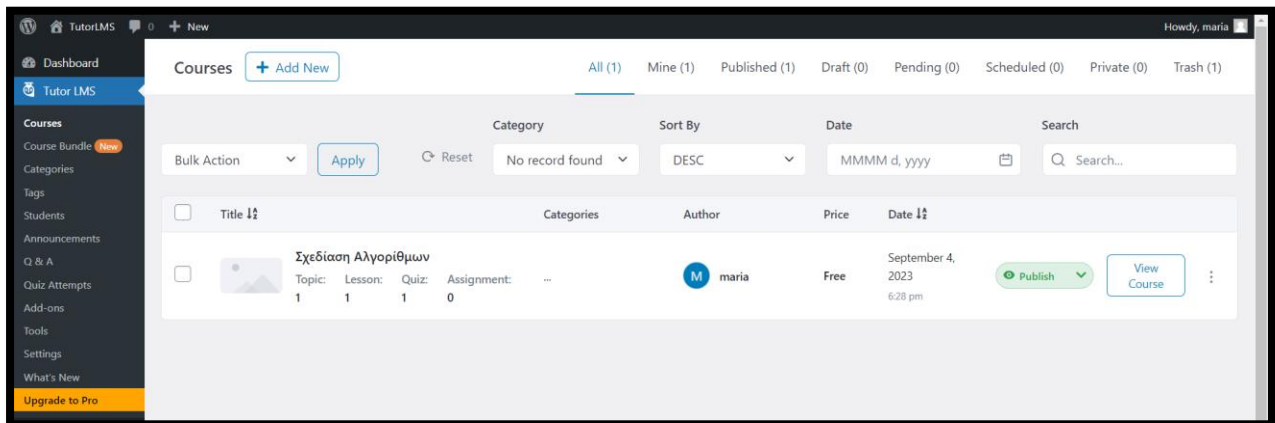 TutorLMS 0 + New Howdy, maria
Dashboard
Tutor LMS
Courses
Course Bundle New
Categories
Tags
Students
Announcements
Q & A
Quiz Attempts
Add-ons
Tools
Settings
What's New
Upgrade to Pro
Courses + Add New All (1) Mine (1) Published (1) Draft (0) Pending (0) Scheduled (0) Private (0) Trash (1)
Category Sort By Date Search
Bulk Action Apply Reset No record found DESC MMMM d, yyyy Search...
Title Categories Author Price Date
Σχεδίαση Αλγορίθμων
Topic: Lesson: Quiz: Assignment:
1 1 1 0
...
M maria
Free
September 4,
2023
6:28 pm
Publish
View
Course